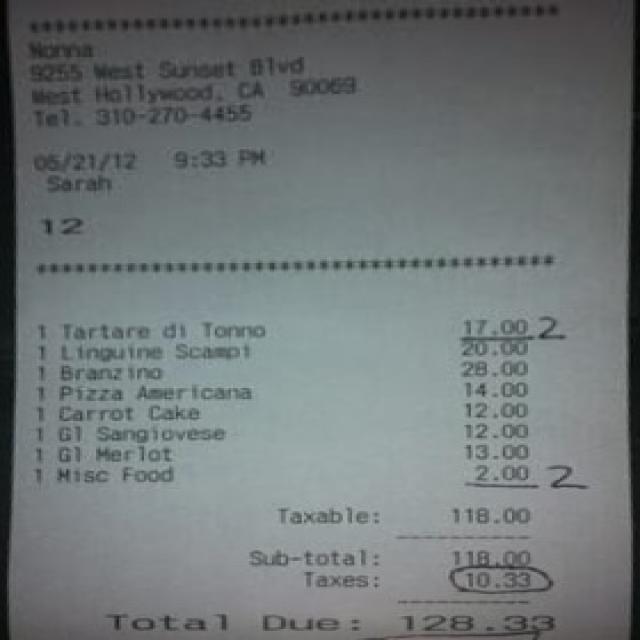 ****************************************
Nonna
9255 West Sunset Blvd
West Hollywood, CA 90069
Tel. 310-270-4455
05/21/12 9:33 PM
Sarah
12
****************************************
1 Tartare di Tonno 17.00 2
1 Linguine Scampi 20.00
1 Branzino 28.00
1 Pizza Americana 14.00
1 Carrot Cake 12.00
1 Gl Sangiovese 12.00
1 Gl Merlot 13.00
1 Misc Food 2.00 2
Taxable: 118.00
Sub-total: 118.00
Taxes: 10.33
Total Due: 128.33